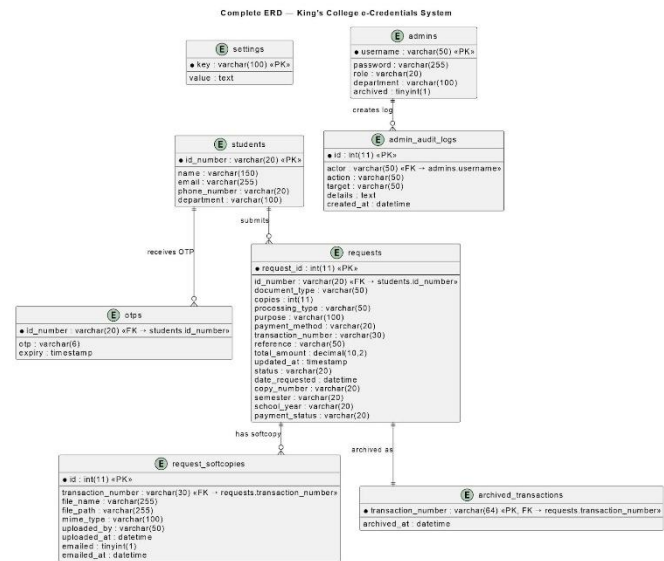 Complete ERD — King's College e-Credentials System
E settings
key : varchar(100) «PK»
value : text
E admins
username : varchar(50) «PK»
password : varchar(255)
role : varchar(20)
department : varchar(100)
archived : tinyint(1)
creates log
E admin_audit_logs
id : int(11) «PK»
actor : varchar(50) «FK → admins.username»
action : varchar(50)
target : varchar(50)
details : text
created_at : datetime
E students
id_number : varchar(20) «PK»
name : varchar(150)
email : varchar(255)
phone_number : varchar(20)
department : varchar(100)
submits
receives OTP
E requests
request_id : int(11) «PK»
id_number : varchar(20) «FK → students.id_number»
document_type : varchar(50)
copies : int(11)
processing_type : varchar(50)
purpose : varchar(100)
payment_method : varchar(20)
transaction_number : varchar(30)
reference : varchar(50)
total_amount : decimal(10,2)
updated_at : timestamp
status : varchar(20)
date_requested : datetime
copy_number : varchar(20)
semester : varchar(20)
school_year : varchar(20)
payment_status : varchar(20)
E otps
id_number : varchar(20) «FK → students.id_number»
otp : varchar(6)
expiry : timestamp
has softcopy
archived as
E request_softcopies
id : int(11) «PK»
transaction_number : varchar(30) «FK → requests.transaction_number»
file_name : varchar(255)
file_path : varchar(255)
mime_type : varchar(100)
uploaded_by : varchar(50)
uploaded_at : datetime
emailed : tinyint(1)
emailed_at : datetime
E archived_transactions
transaction_number : varchar(64) «PK, FK → requests.transaction_number»
archived_at : datetime